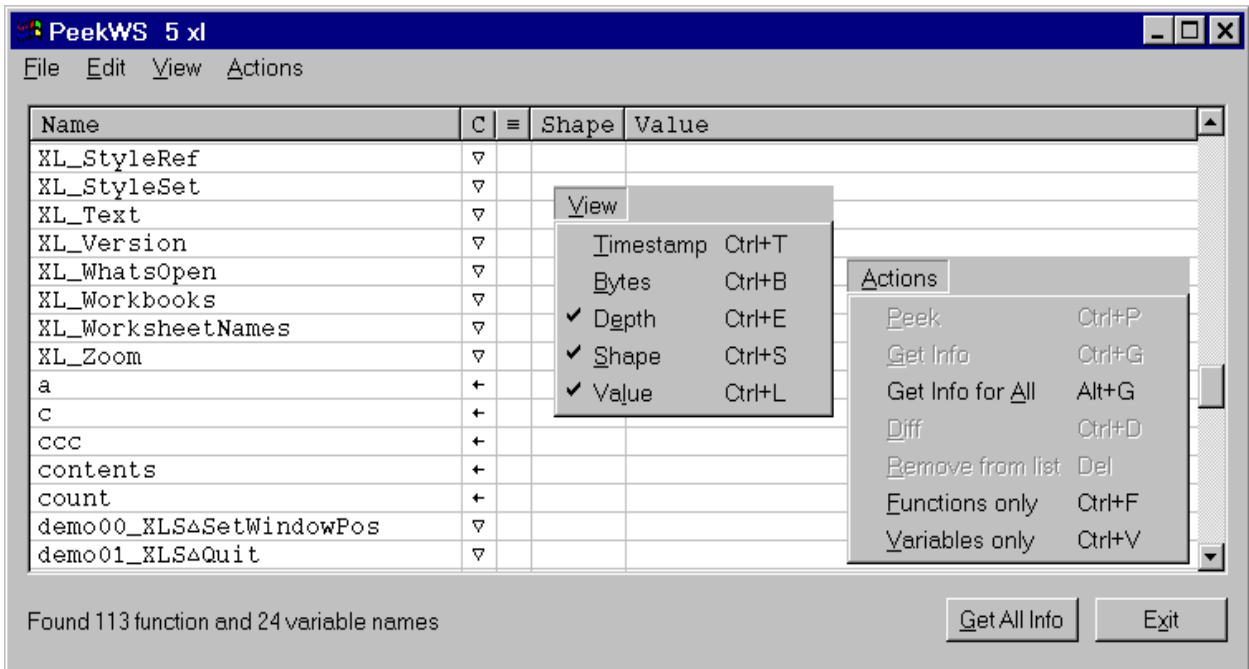 PeekWS 5 xl
File Edit View Actions
Name C ≡ Shape Value
XL_StyleRef ∇
XL_StyleSet ∇
XL_Text ∇
XL_Version ∇
XL_WhatsOpen ∇
XL_Workbooks ∇
XL_WorksheetNames ∇
XL_Zoom ∇
a ←
c ←
ccc ←
contents ←
count ←
demo00_XLS∆SetWindowPos ∇
demo01_XLS∆Quit ∇
View
Timestamp Ctrl+T
Bytes Ctrl+B
✔ Depth Ctrl+E
✔ Shape Ctrl+S
✔ Value Ctrl+L
Actions
Peek Ctrl+P
Get Info Ctrl+G
Get Info for All Alt+G
Diff Ctrl+D
Remove from list Del
Functions only Ctrl+F
Variables only Ctrl+V
Found 113 function and 24 variable names
Get All Info Exit